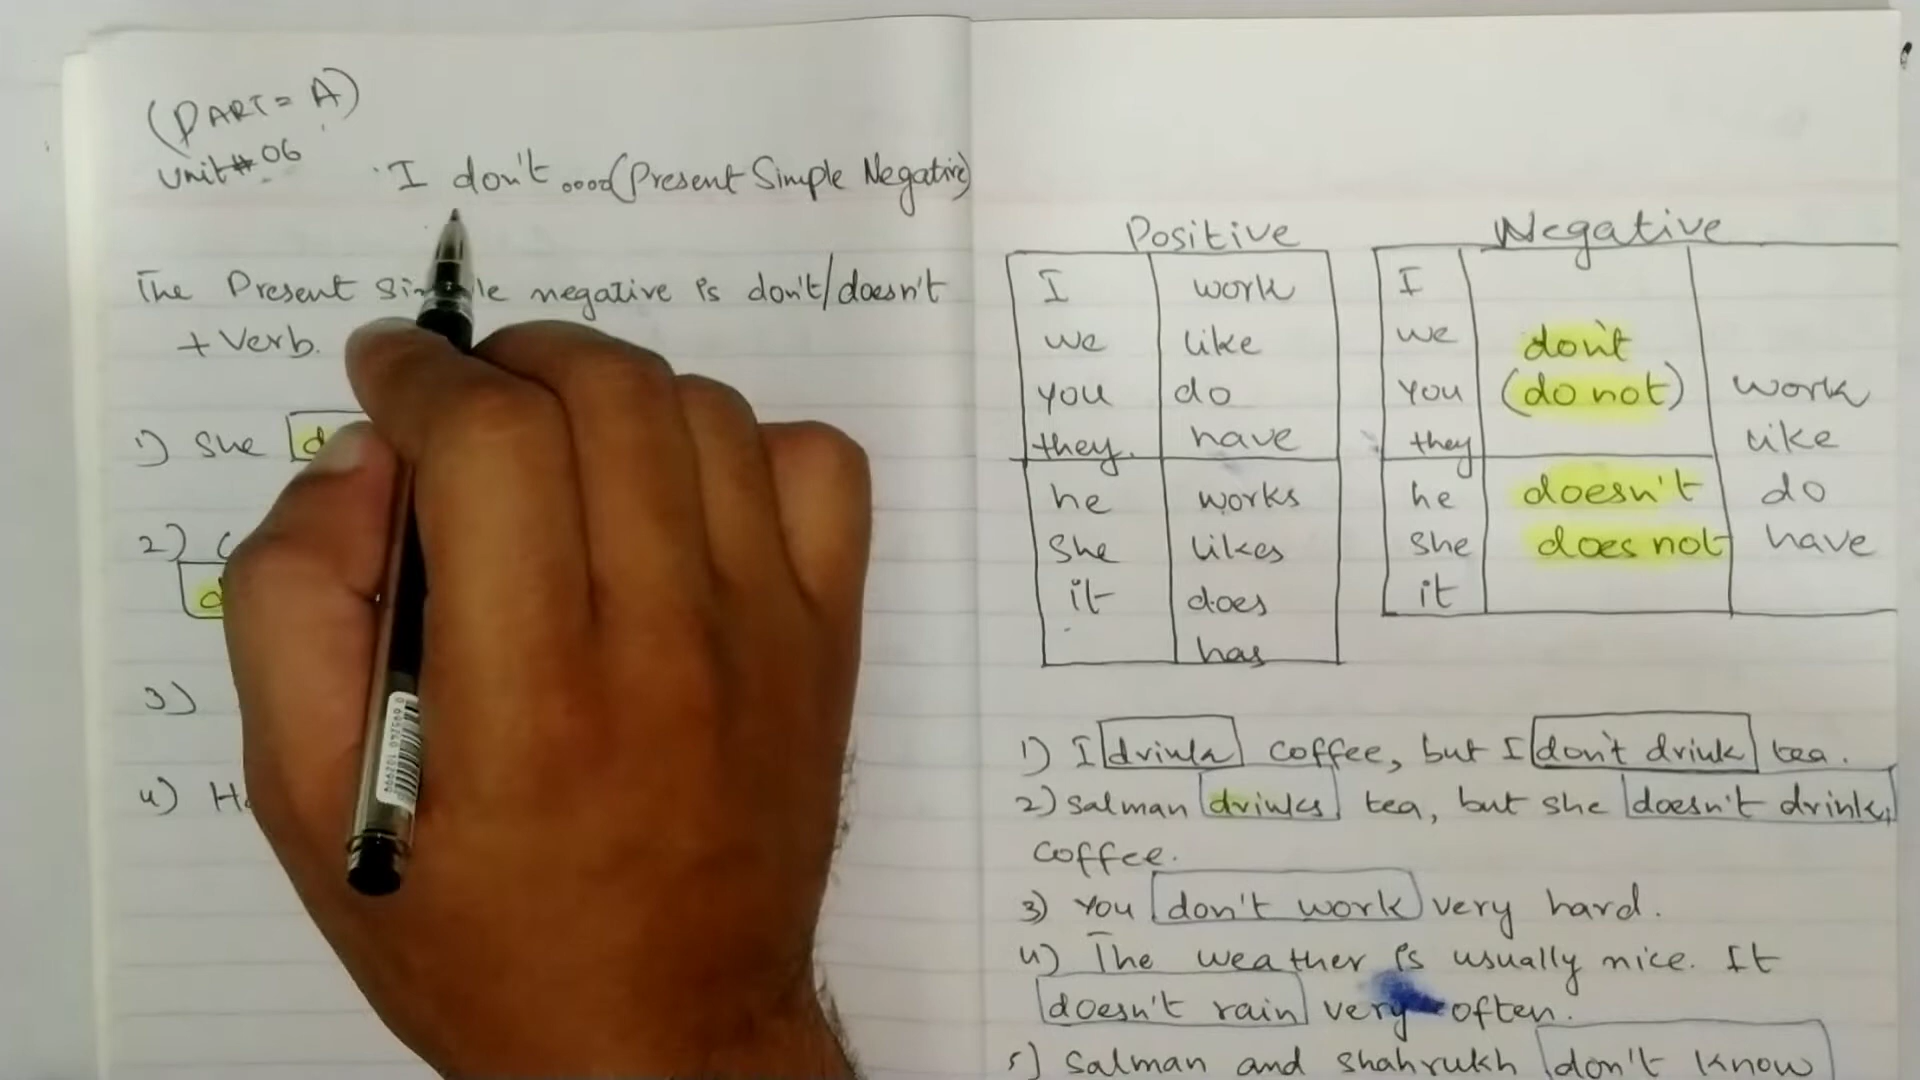 (PART = A)
Unit # 06
I don't ....(Present Simple Negative)
The Present negative is don't/doesn't
+ Verb.
1) She
2)
3)
4)
Positive
I work
we like
you do
they. have
he works
She likes
it does
has
Negative
I
we don't
you (do not) work
they like
he doesn't do
she does not have
it
1) I drink coffee, but I don't drink tea.
2) Salman drinks tea, but she doesn't drink
coffee.
3) You don't work very hard.
4) The weather is usually nice. It
doesn't rain very often.
5) Salman and shahrukh don't know